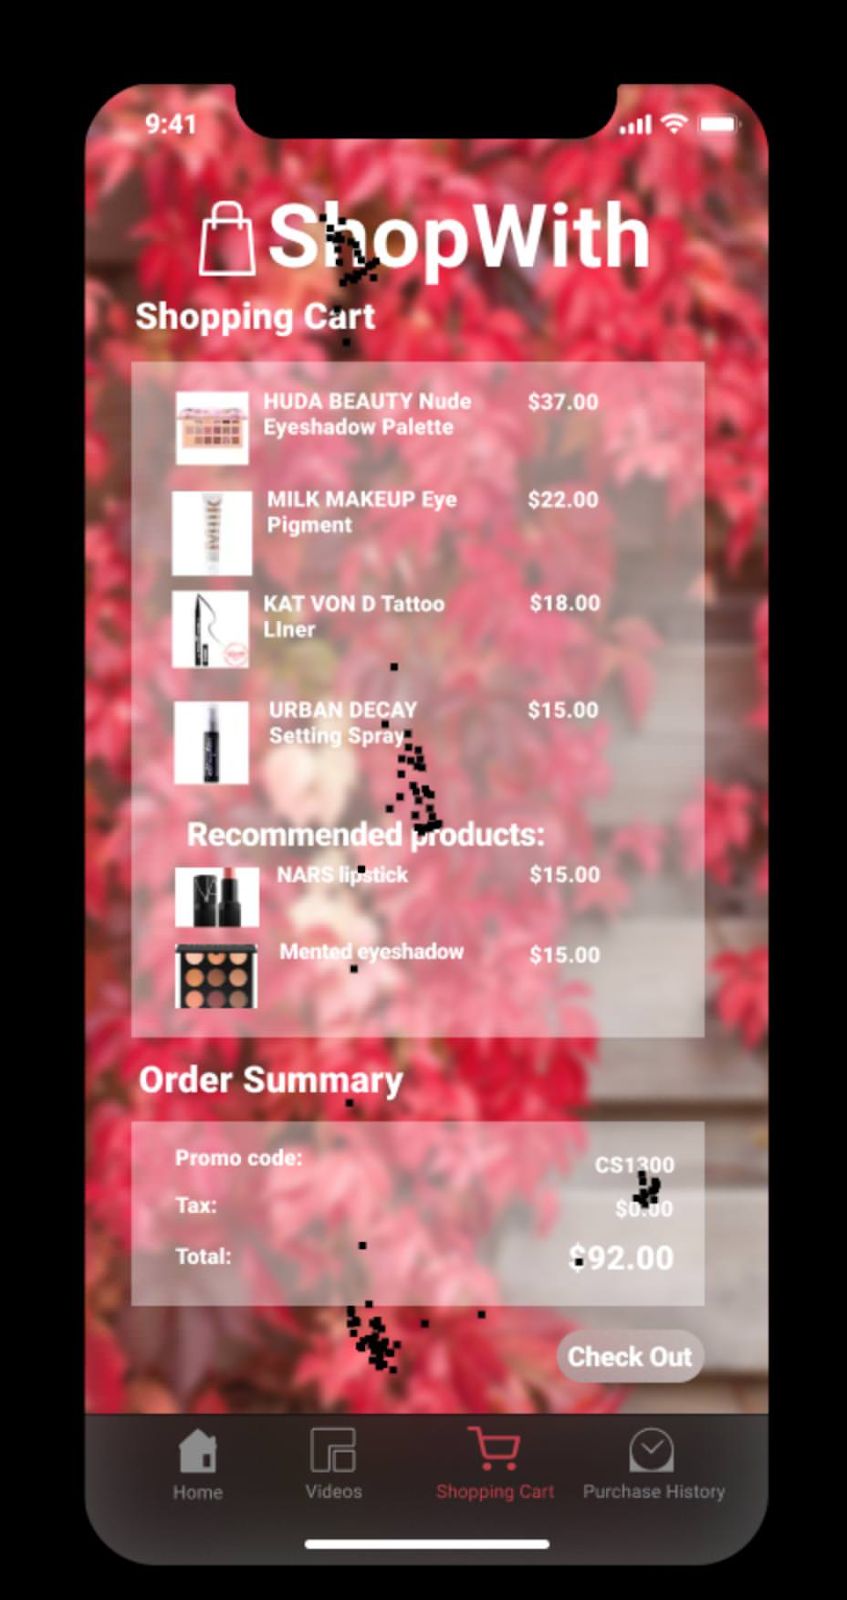 9:41
ShopWith
Shopping Cart
HUDA BEAUTY Nude $37.00
Eyeshadow Palette
MILK MAKEUP Eye $22.00
Pigment
KAT VON D Tattoo $18.00
LIner
URBAN DECAY $15.00
Setting Spray
Recommended products:
NARS lipstick $15.00
Mented eyeshadow $15.00
Order Summary
Promo code: CS1300
Tax: $0.00
Total: $92.00
Check Out
Home Videos Shopping Cart Purchase History